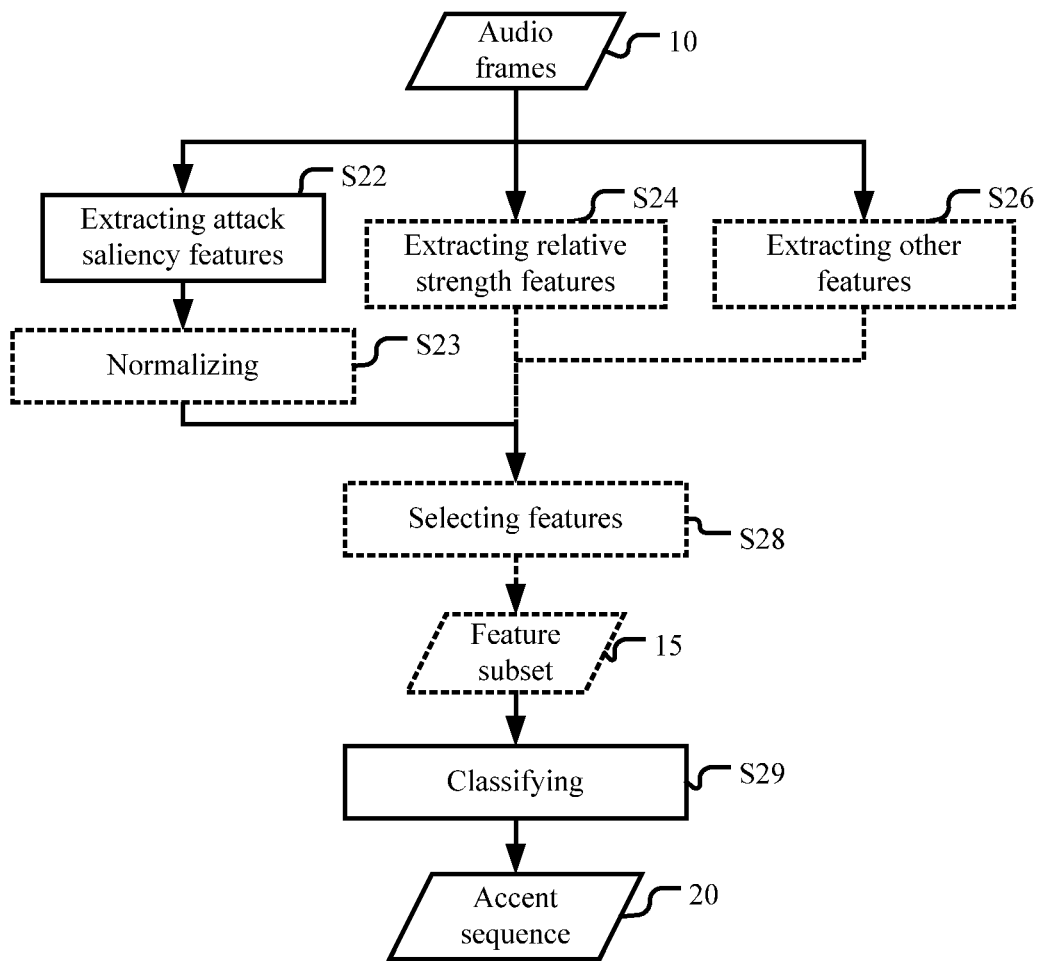 Audio
frames
10
S22
Extracting attack
saliency features
S24
Extracting relative
strength features
S26
Extracting other
features
Normalizing
S23
Selecting features
S28
Feature
subset
15
Classifying
S29
Accent
sequence
20